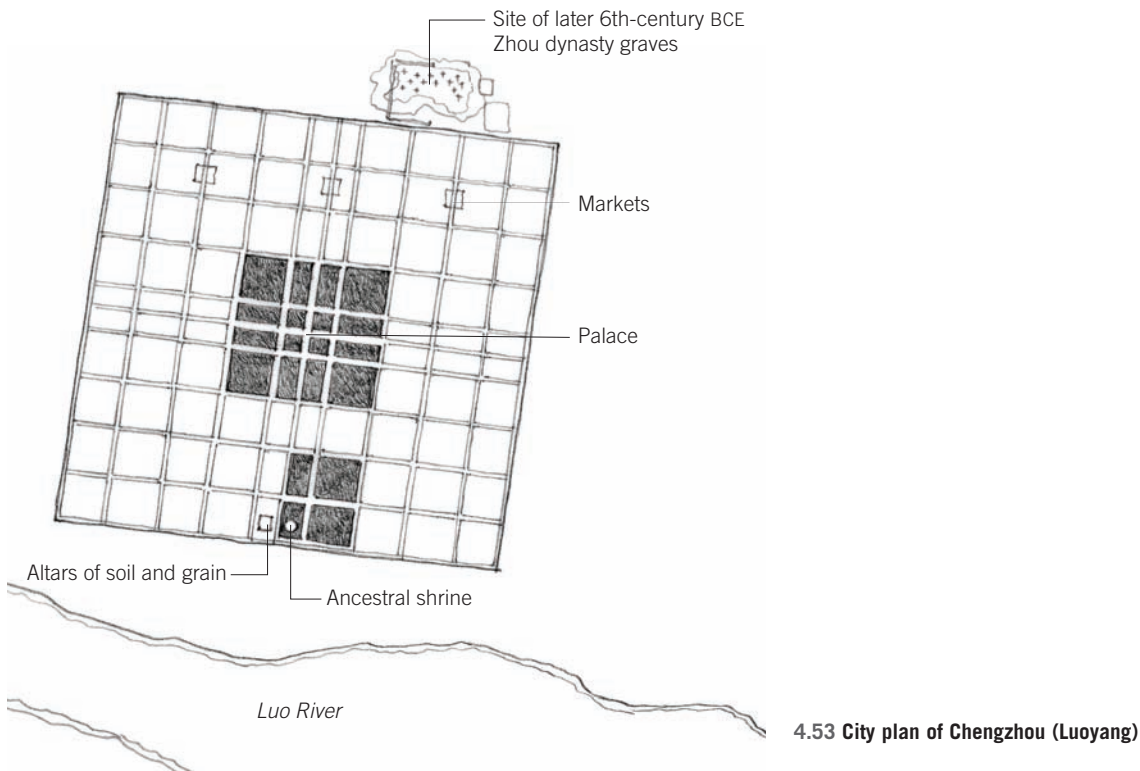 Site of later 6th-century BCE
Zhou dynasty graves
Markets
Palace
Altars of soil and grain
Ancestral shrine
Luo River
4.53 City plan of Chengzhou (Luoyang)